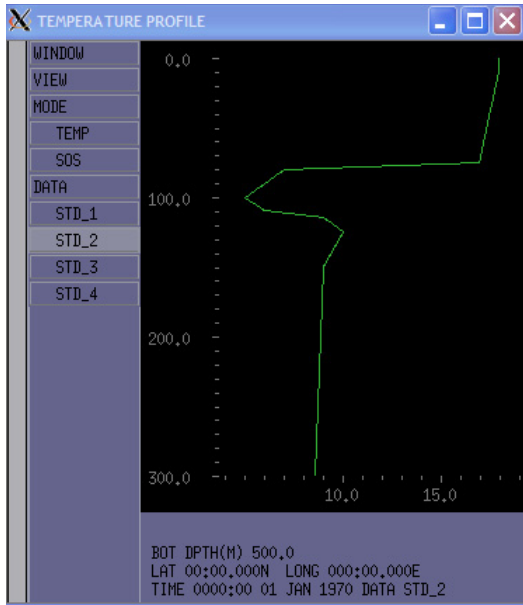 X TEMPERATURE PROFILE
WINDOW
VIEW
MODE
TEMP
SOS
DATA
STD_1
STD_2
STD_3
STD_4
0.0
100.0
200.0
300.0
10.0 15.0
BOT DPTH(M) 500.0
LAT 00:00.000N LONG 000:00.000E
TIME 0000:00 01 JAN 1970 DATA STD_2